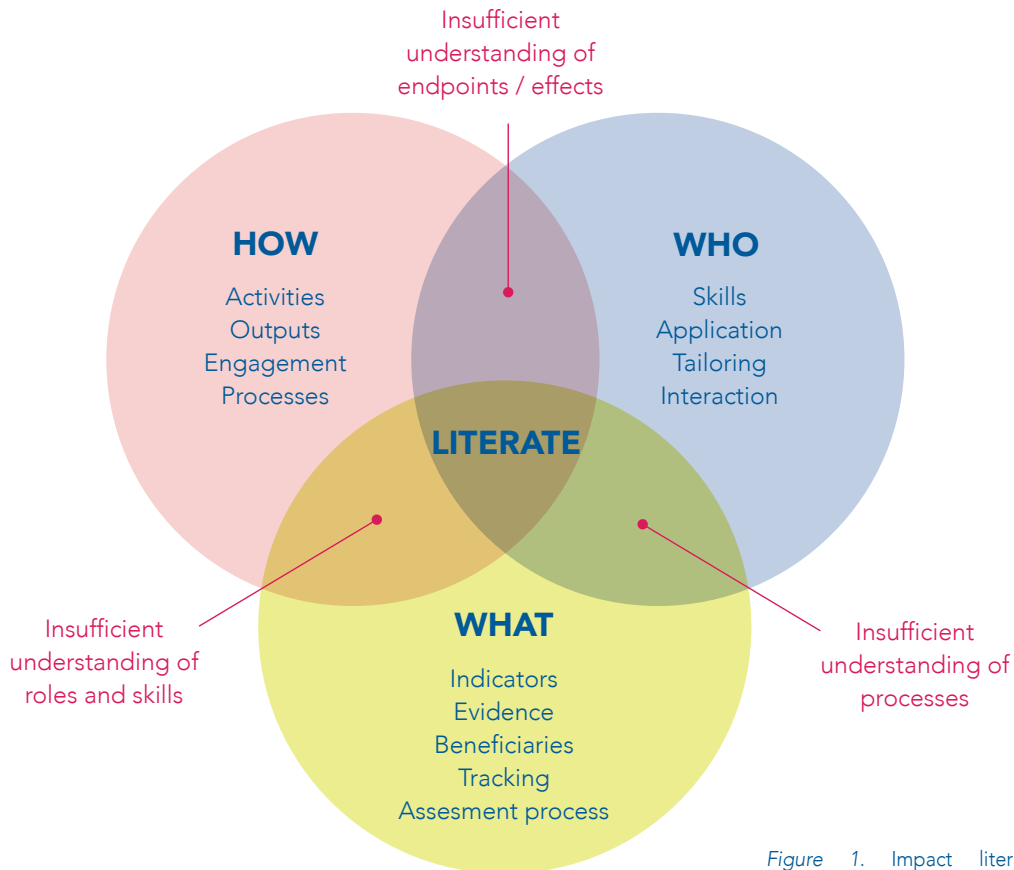 Insufficient
understanding of
endpoints / effects
HOW
Activities
Outputs
Engagement
Processes
WHO
Skills
Application
Tailoring
Interaction
LITERATE
Insufficient
understanding of
roles and skills
WHAT
Indicators
Evidence
Beneficiaries
Tracking
Assesment process
Insufficient
understanding of
processes
Figure 1. Impact liter